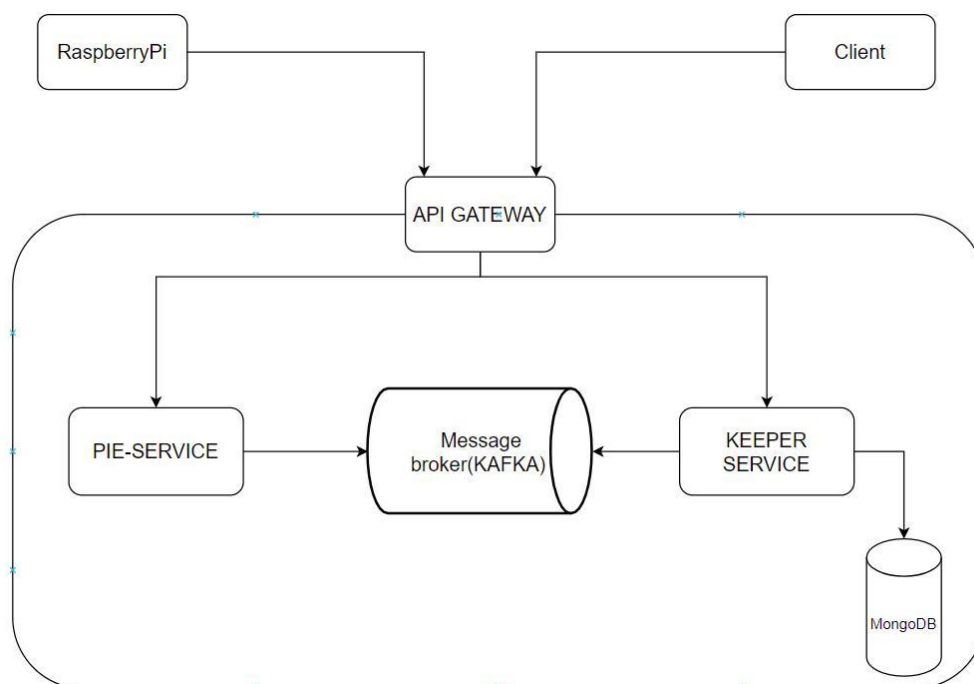 RaspberryPi
Client
API GATEWAY
PIE-SERVICE
Message
broker(KAFKA)
KEEPER
SERVICE
MongoDB